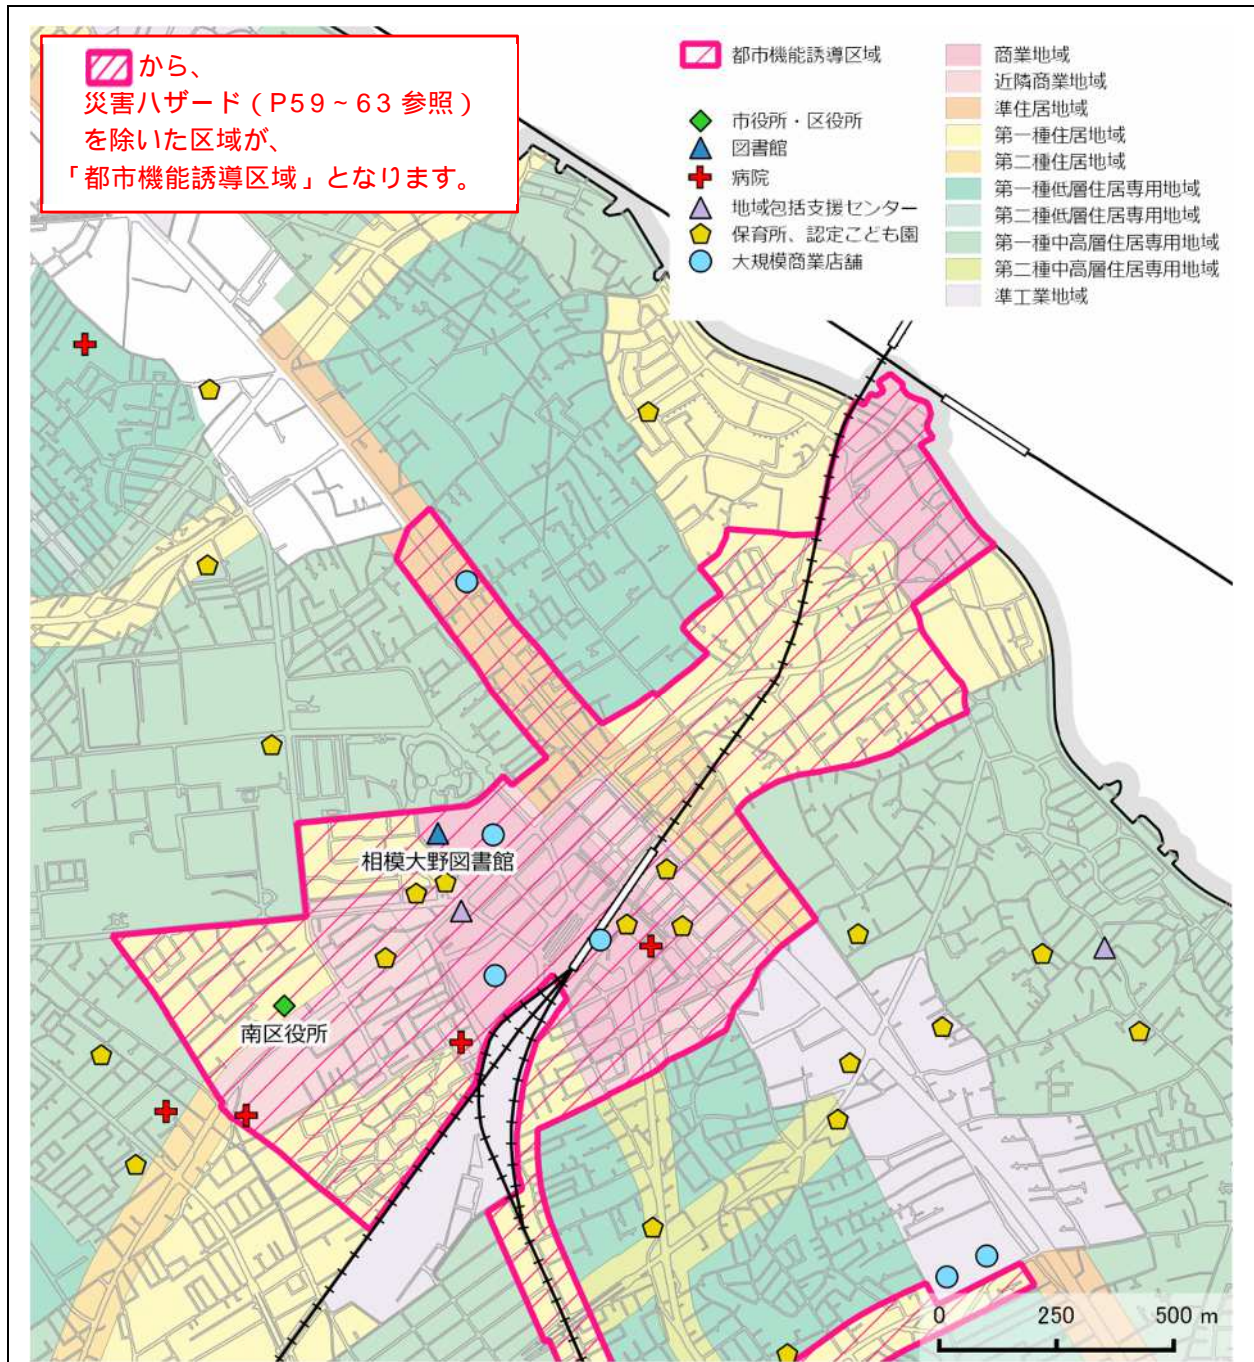 から、
災害ハザード（P59～63 参照）
を除いた区域が、
「都市機能誘導区域」となります。
都市機能誘導区域
市役所・区役所
図書館
病院
地域包括支援センター
保育所、認定こども園
大規模商業店舗
商業地域
近隣商業地域
準住居地域
第一種住居地域
第二種住居地域
第一種低層住居専用地域
第二種低層住居専用地域
第一種中高層住居専用地域
第二種中高層住居専用地域
準工業地域
相模大野図書館
南区役所
0 250 500 m